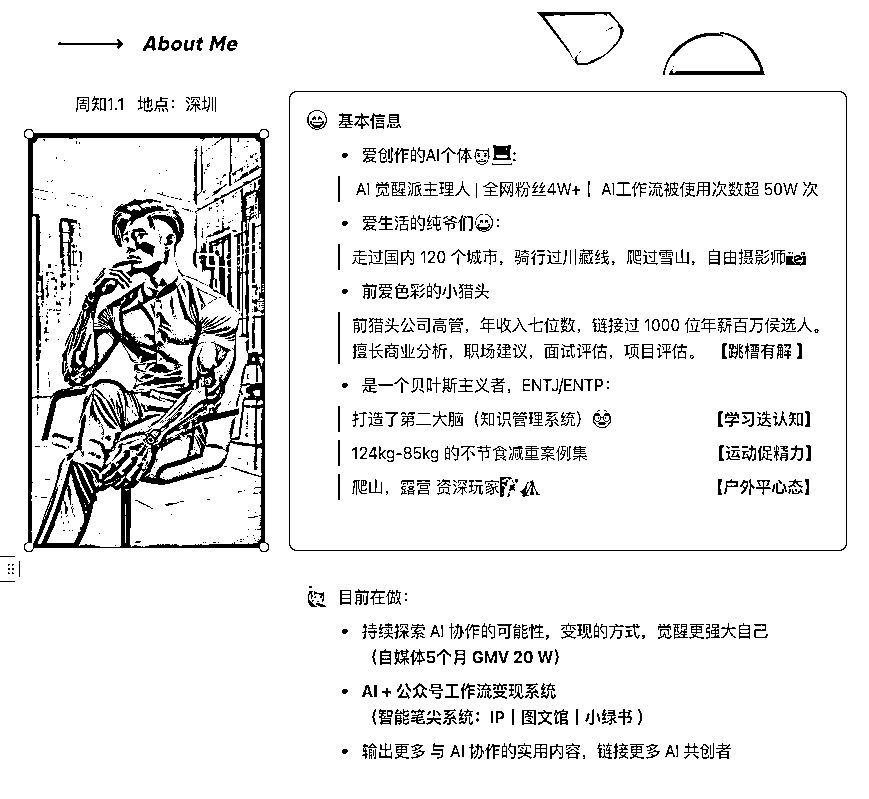 About Me
周知1.1 地点：深圳
基本信息
• 爱创作的AI个体:
AI 觉醒派主理人 | 全网粉丝4W+ | AI工作流被使用次数超 50W 次
• 爱生活的纯爷们：
走过国内 120 个城市，骑行过川藏线，爬过雪山，自由摄影师
• 前爱色彩的小猎头
前猎头公司高管，年收入七位数，链接过 1000 位年薪百万侯选人。
擅长商业分析，职场建议，面试评估，项目评估。 【跳槽有解 】
• 是一个贝叶斯主义者，ENTJ/ENTP：
打造了第二大脑（知识管理系统） 【学习迭认知】
124kg-85kg 的不节食减重案例集 【运动促精力】
爬山，露营 资深玩家 【户外平心态】
目前在做：
• 持续探索 AI 协作的可能性，变现的方式，觉醒更强大自己
（自媒体5个月 GMV 20 W）
• AI + 公众号工作流变现系统
（智能笔尖系统：IP | 图文馆 | 小绿书 ）
• 输出更多 与 AI 协作的实用内容，链接更多 AI 共创者